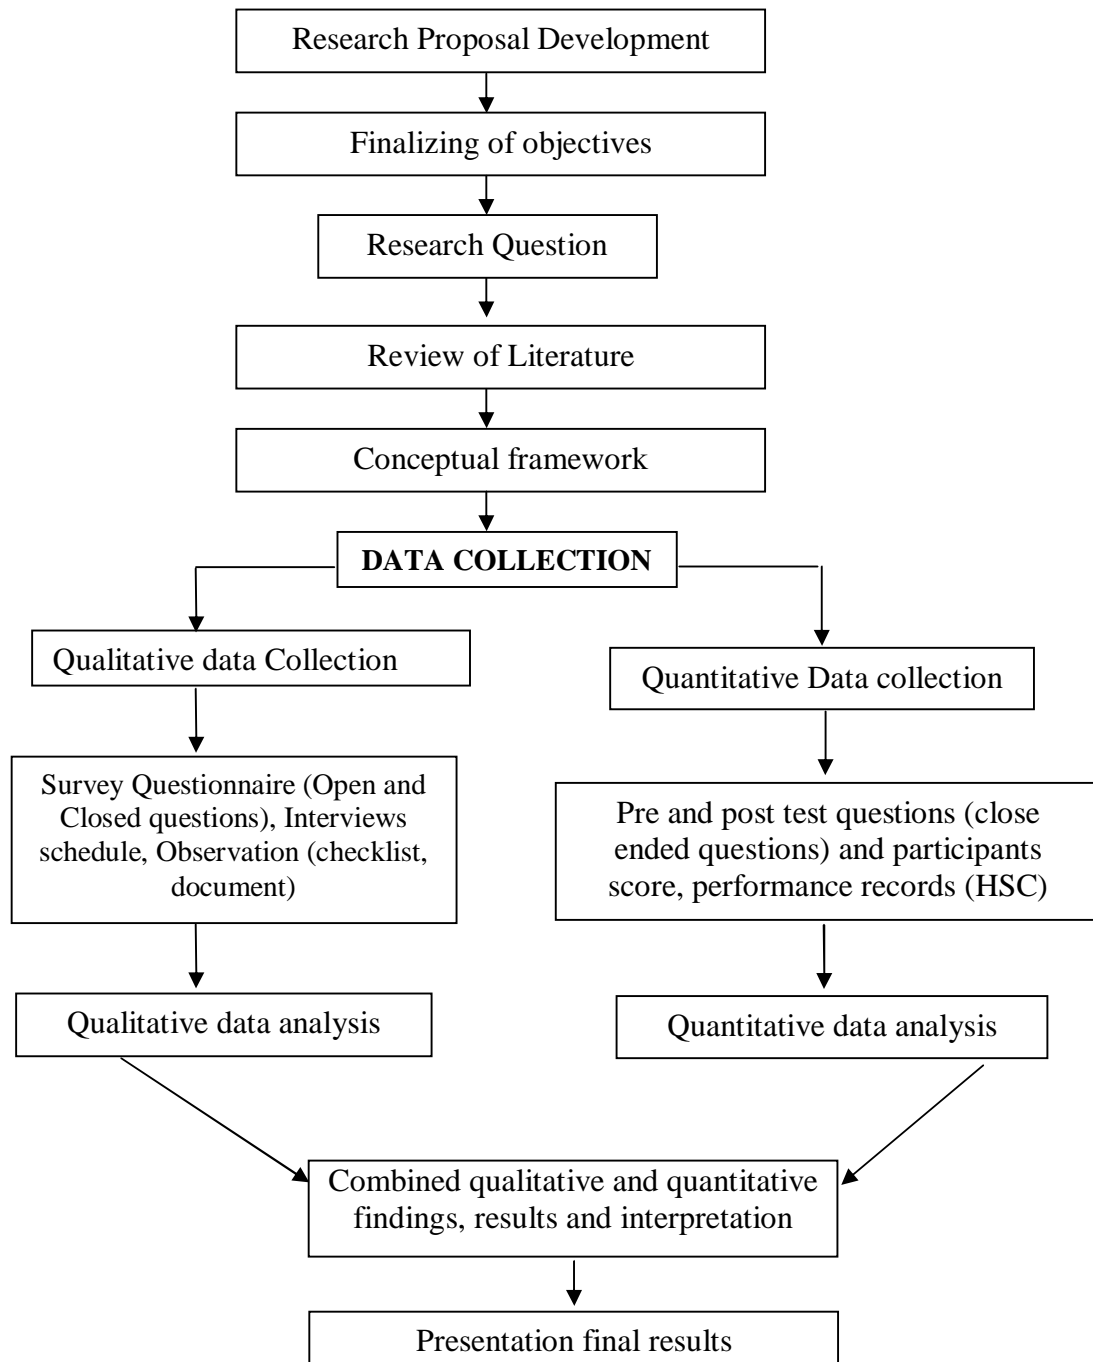 Research Proposal Development
Finalizing of objectives
Research Question
Review of Literature
Conceptual framework
DATA COLLECTION
Qualitative data Collection
Survey Questionnaire (Open and
Closed questions), Interviews
schedule, Observation (checklist,
document)
Qualitative data analysis
Quantitative Data collection
Pre and post test questions (close
ended questions) and participants
score, performance records (HSC)
Quantitative data analysis
Combined qualitative and quantitative
findings, results and interpretation
Presentation final results